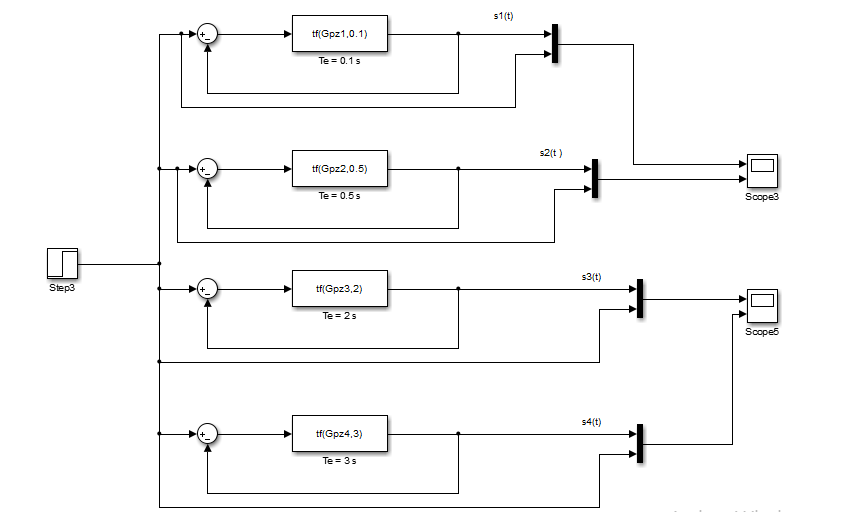 s1(t)
+
_
tf(Gpz1,0.1)
Te = 0.1 s
s2(t )
+
_
tf(Gpz2,0.5)
Te = 0.5 s
Scope3
s3(t)
Step3
+
_
tf(Gpz3,2)
Te = 2 s
Scope5
s4(t)
+
_
tf(Gpz4,3)
Te = 3 s